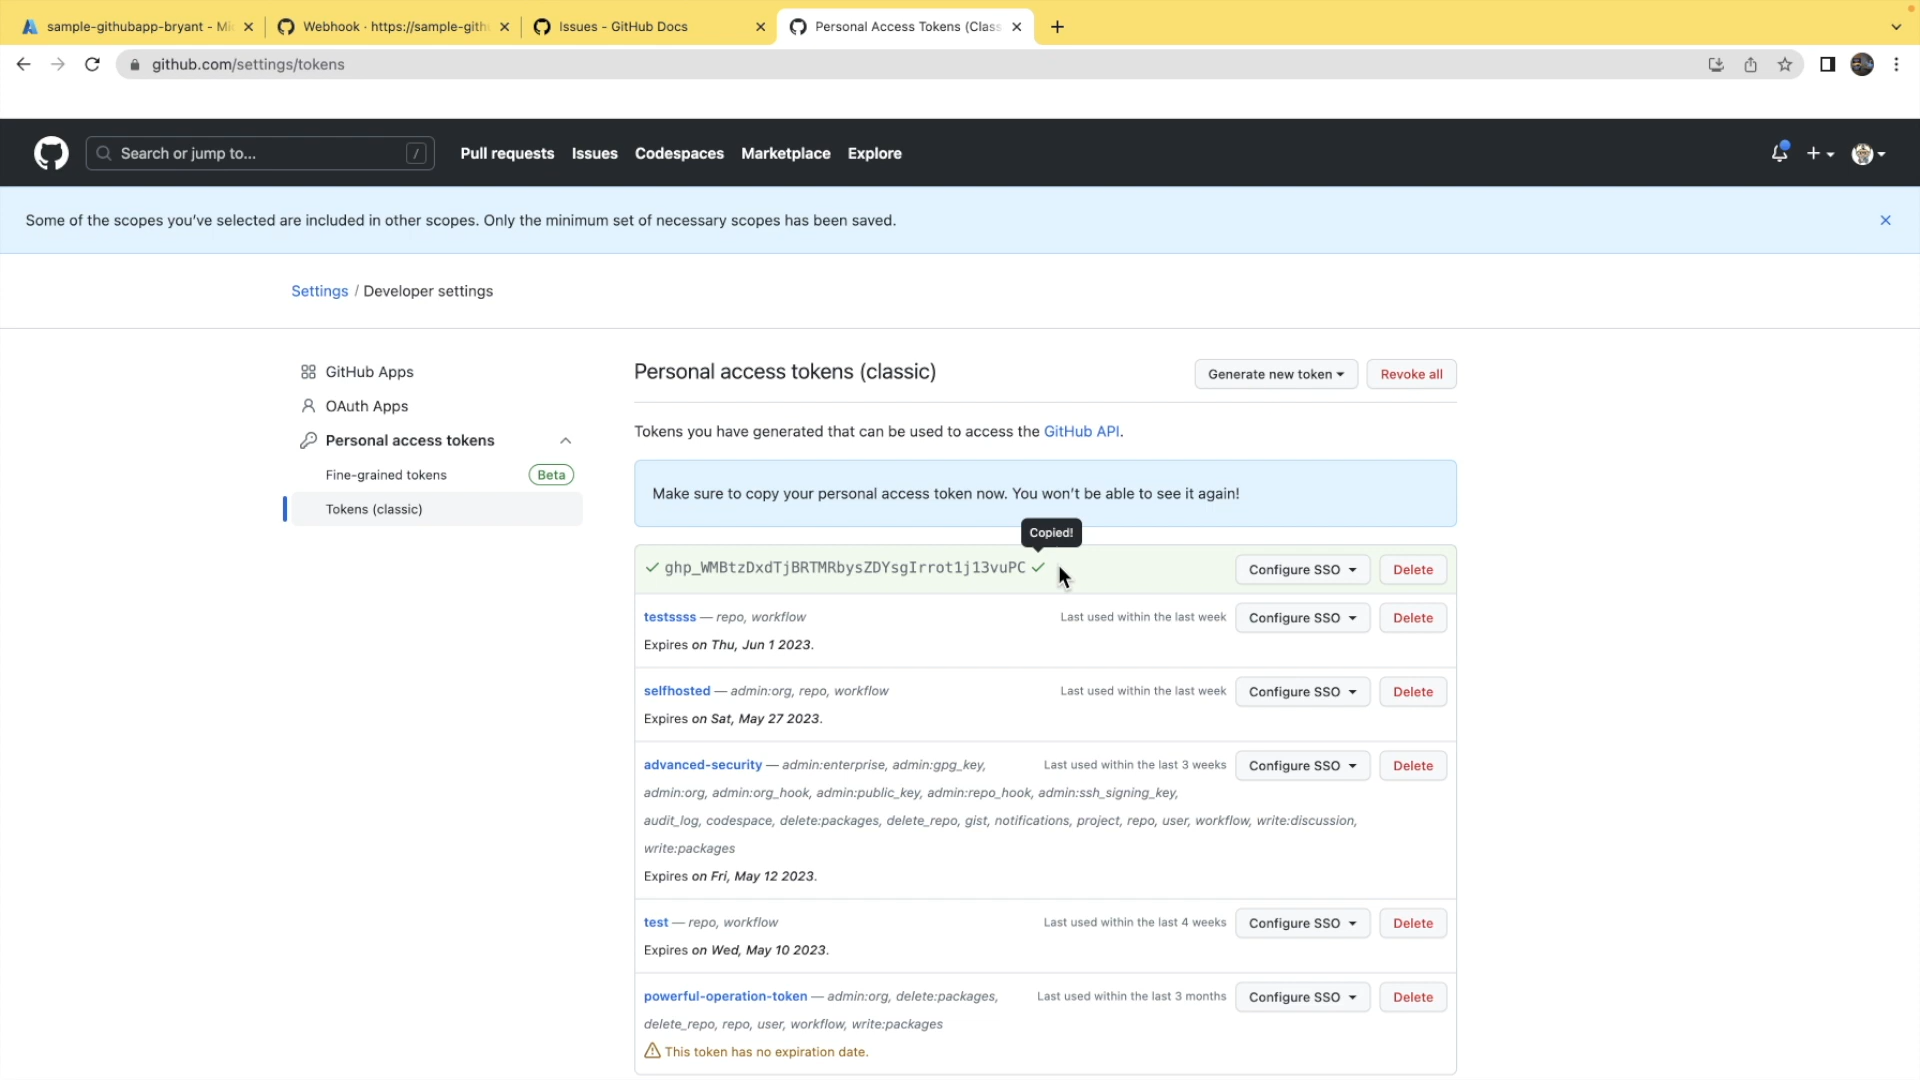 sample-githubapp-bryant - Mic
Webhook · https://sample-gith
Issues - GitHub Docs
Personal Access Tokens (Class
github.com/settings/tokens
Search or jump to... /
Pull requests Issues Codespaces Marketplace Explore
Some of the scopes you've selected are included in other scopes. Only the minimum set of necessary scopes has been saved.
Settings / Developer settings
GitHub Apps
OAuth Apps
Personal access tokens
Fine-grained tokens Beta
Tokens (classic)
Personal access tokens (classic)
Generate new token Revoke all
Tokens you have generated that can be used to access the GitHub API.
Make sure to copy your personal access token now. You won't be able to see it again!
Copied!
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 Configure SSO Delete
testssss — repo, workflow Last used within the last week Configure SSO Delete
Expires on Thu, Jun 1 2023.
selfhosted — admin:org, repo, workflow Last used within the last week Configure SSO Delete
Expires on Sat, May 27 2023.
advanced-security — admin:enterprise, admin:gpg_key, Last used within the last 3 weeks Configure SSO Delete
admin:org, admin:org_hook, admin:public_key, admin:repo_hook, admin:ssh_signing_key,
audit_log, codespace, delete:packages, delete_repo, gist, notifications, project, repo, user, workflow, write:discussion,
write:packages
Expires on Fri, May 12 2023.
test — repo, workflow Last used within the last 4 weeks Configure SSO Delete
Expires on Wed, May 10 2023.
powerful-operation-token — admin:org, delete:packages, Last used within the last 3 months Configure SSO Delete
delete_repo, repo, user, workflow, write:packages
This token has no expiration date.